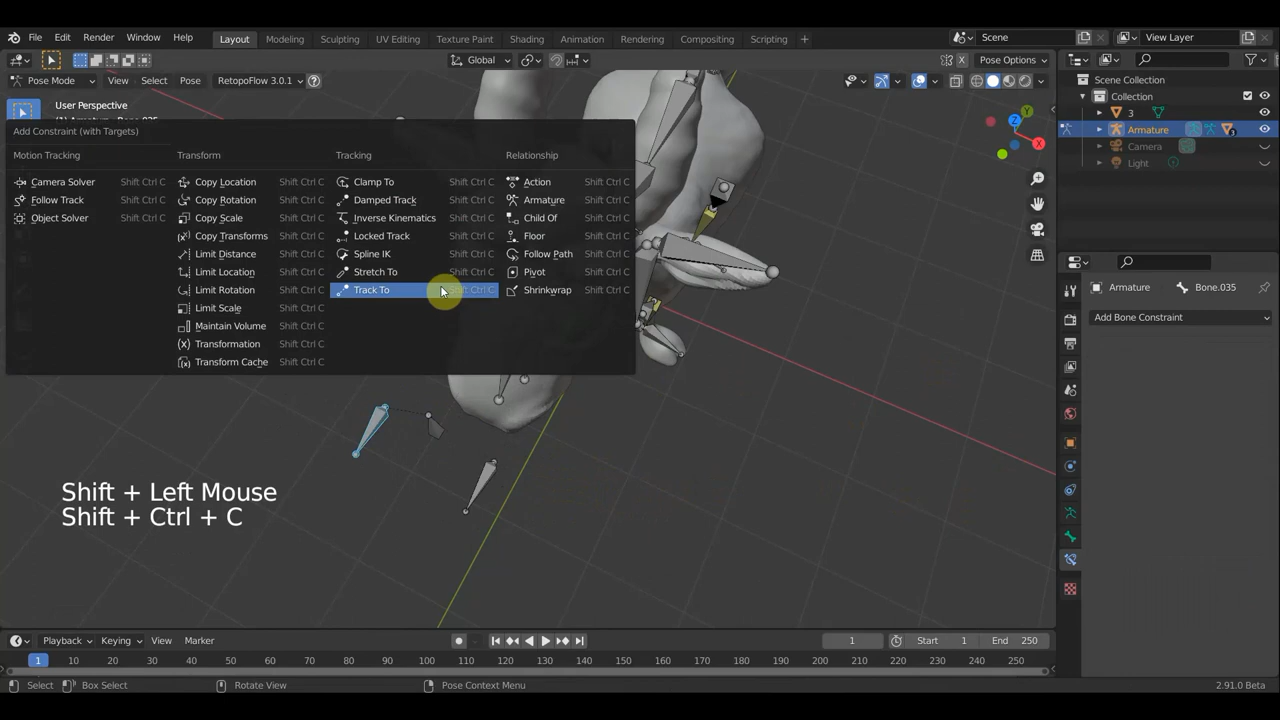 File Edit Render Window Help Layout Modeling Sculpting UV Editing Texture Paint Shading Animation Rendering Compositing Scripting + Scene View Layer
Global Pose Options
Pose Mode View Select Pose RetopoFlow 3.0.1
User Perspective
Add Constraint (with Targets)
Motion Tracking Transform Tracking Relationship
Camera Solver Shift Ctrl C Copy Location Shift Ctrl C Clamp To Shift Ctrl C Action Shift Ctrl C
Follow Track Shift Ctrl C Copy Rotation Shift Ctrl C Damped Track Shift Ctrl C Armature Shift Ctrl C
Object Solver Shift Ctrl C Copy Scale Shift Ctrl C Inverse Kinematics Shift Ctrl C Child Of Shift Ctrl C
Copy Transforms Shift Ctrl C Locked Track Shift Ctrl C Floor Shift Ctrl C
Limit Distance Shift Ctrl C Spline IK Shift Ctrl C Follow Path Shift Ctrl C
Limit Location Shift Ctrl C Stretch To Shift Ctrl C Pivot Shift Ctrl C
Limit Rotation Shift Ctrl C Track To Shift Ctrl C Shrinkwrap Shift Ctrl C
Limit Scale Shift Ctrl C
Maintain Volume Shift Ctrl C
Transformation Shift Ctrl C
Transform Cache Shift Ctrl C
Scene Collection
Collection
3
Armature
Camera
Light
Armature Bone.035
Add Bone Constraint
Shift + Left Mouse
Shift + Ctrl + C
Playback Keying View Marker 1 Start 1 End 250
1 10 20 30 40 50 60 70 80 90 100 110 120 130 140 150 160 170 180 190 200 210 220 230 240 250
Select Box Select Rotate View Pose Context Menu 2.91.0 Beta